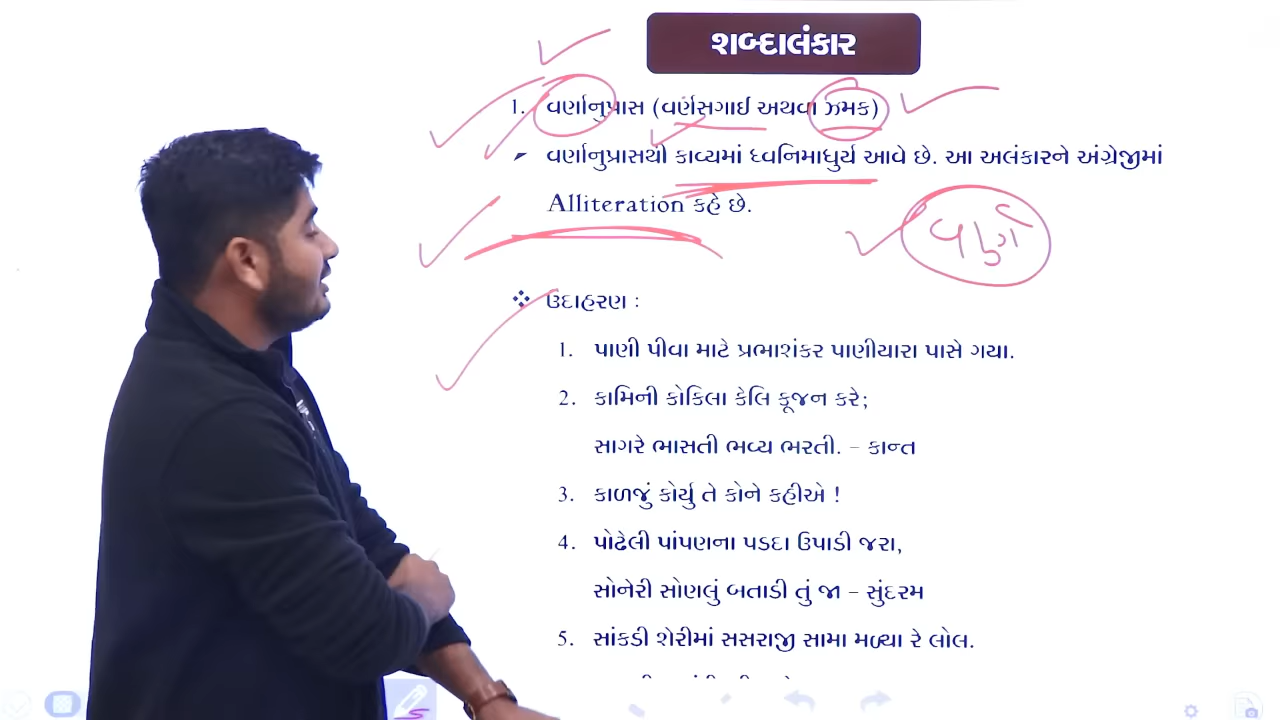 શબ્દાલંકાર
1. વર્ણાનુપ્રાસ (વર્ણસગાઈ અથવા ઝમક)
વર્ણાનુપ્રાસથી કાવ્યમાં ધ્વનિમાધુર્ય આવે છે. આ અલંકારને અંગ્રેજીમાં
Alliteration કહે છે.
વર્ણ
ઉદાહરણ :
1. પાણી પીવા માટે પ્રભાશંકર પાણીયારા પાસે ગયા.
2. કામિની કોકિલા કેલિ કૂજન કરે;
સાગરે ભાસતી ભવ્ય ભરતી. – કાન્ત
3. કાળજું કોર્યુ તે કોને કહીએ !
4. પોઢેલી પાંપણના પડદા ઉપાડી જરા,
સોનેરી સોણલું બતાડી તું જા – સુંદરમ
5. સાંકડી શેરીમાં સસરાજી સામા મળ્યા રે લોલ.